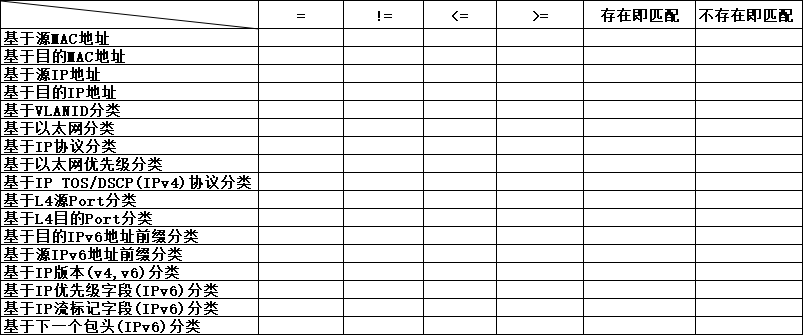 = != <= >= 存在即匹配 不存在即匹配
基于源MAC地址
基于目的MAC地址
基于源IP地址
基于目的IP地址
基于VLANID分类
基于以太网分类
基于IP协议分类
基于以太网优先级分类
基于IP TOS/DSCP(IPv4)协议分类
基于L4源Port分类
基于L4目的Port分类
基于目的IPv6地址前缀分类
基于源IPv6地址前缀分类
基于IP版本(v4,v6)分类
基于IP优先级字段(IPv6)分类
基于IP流标记字段(IPv6)分类
基于下一个包头(IPv6)分类